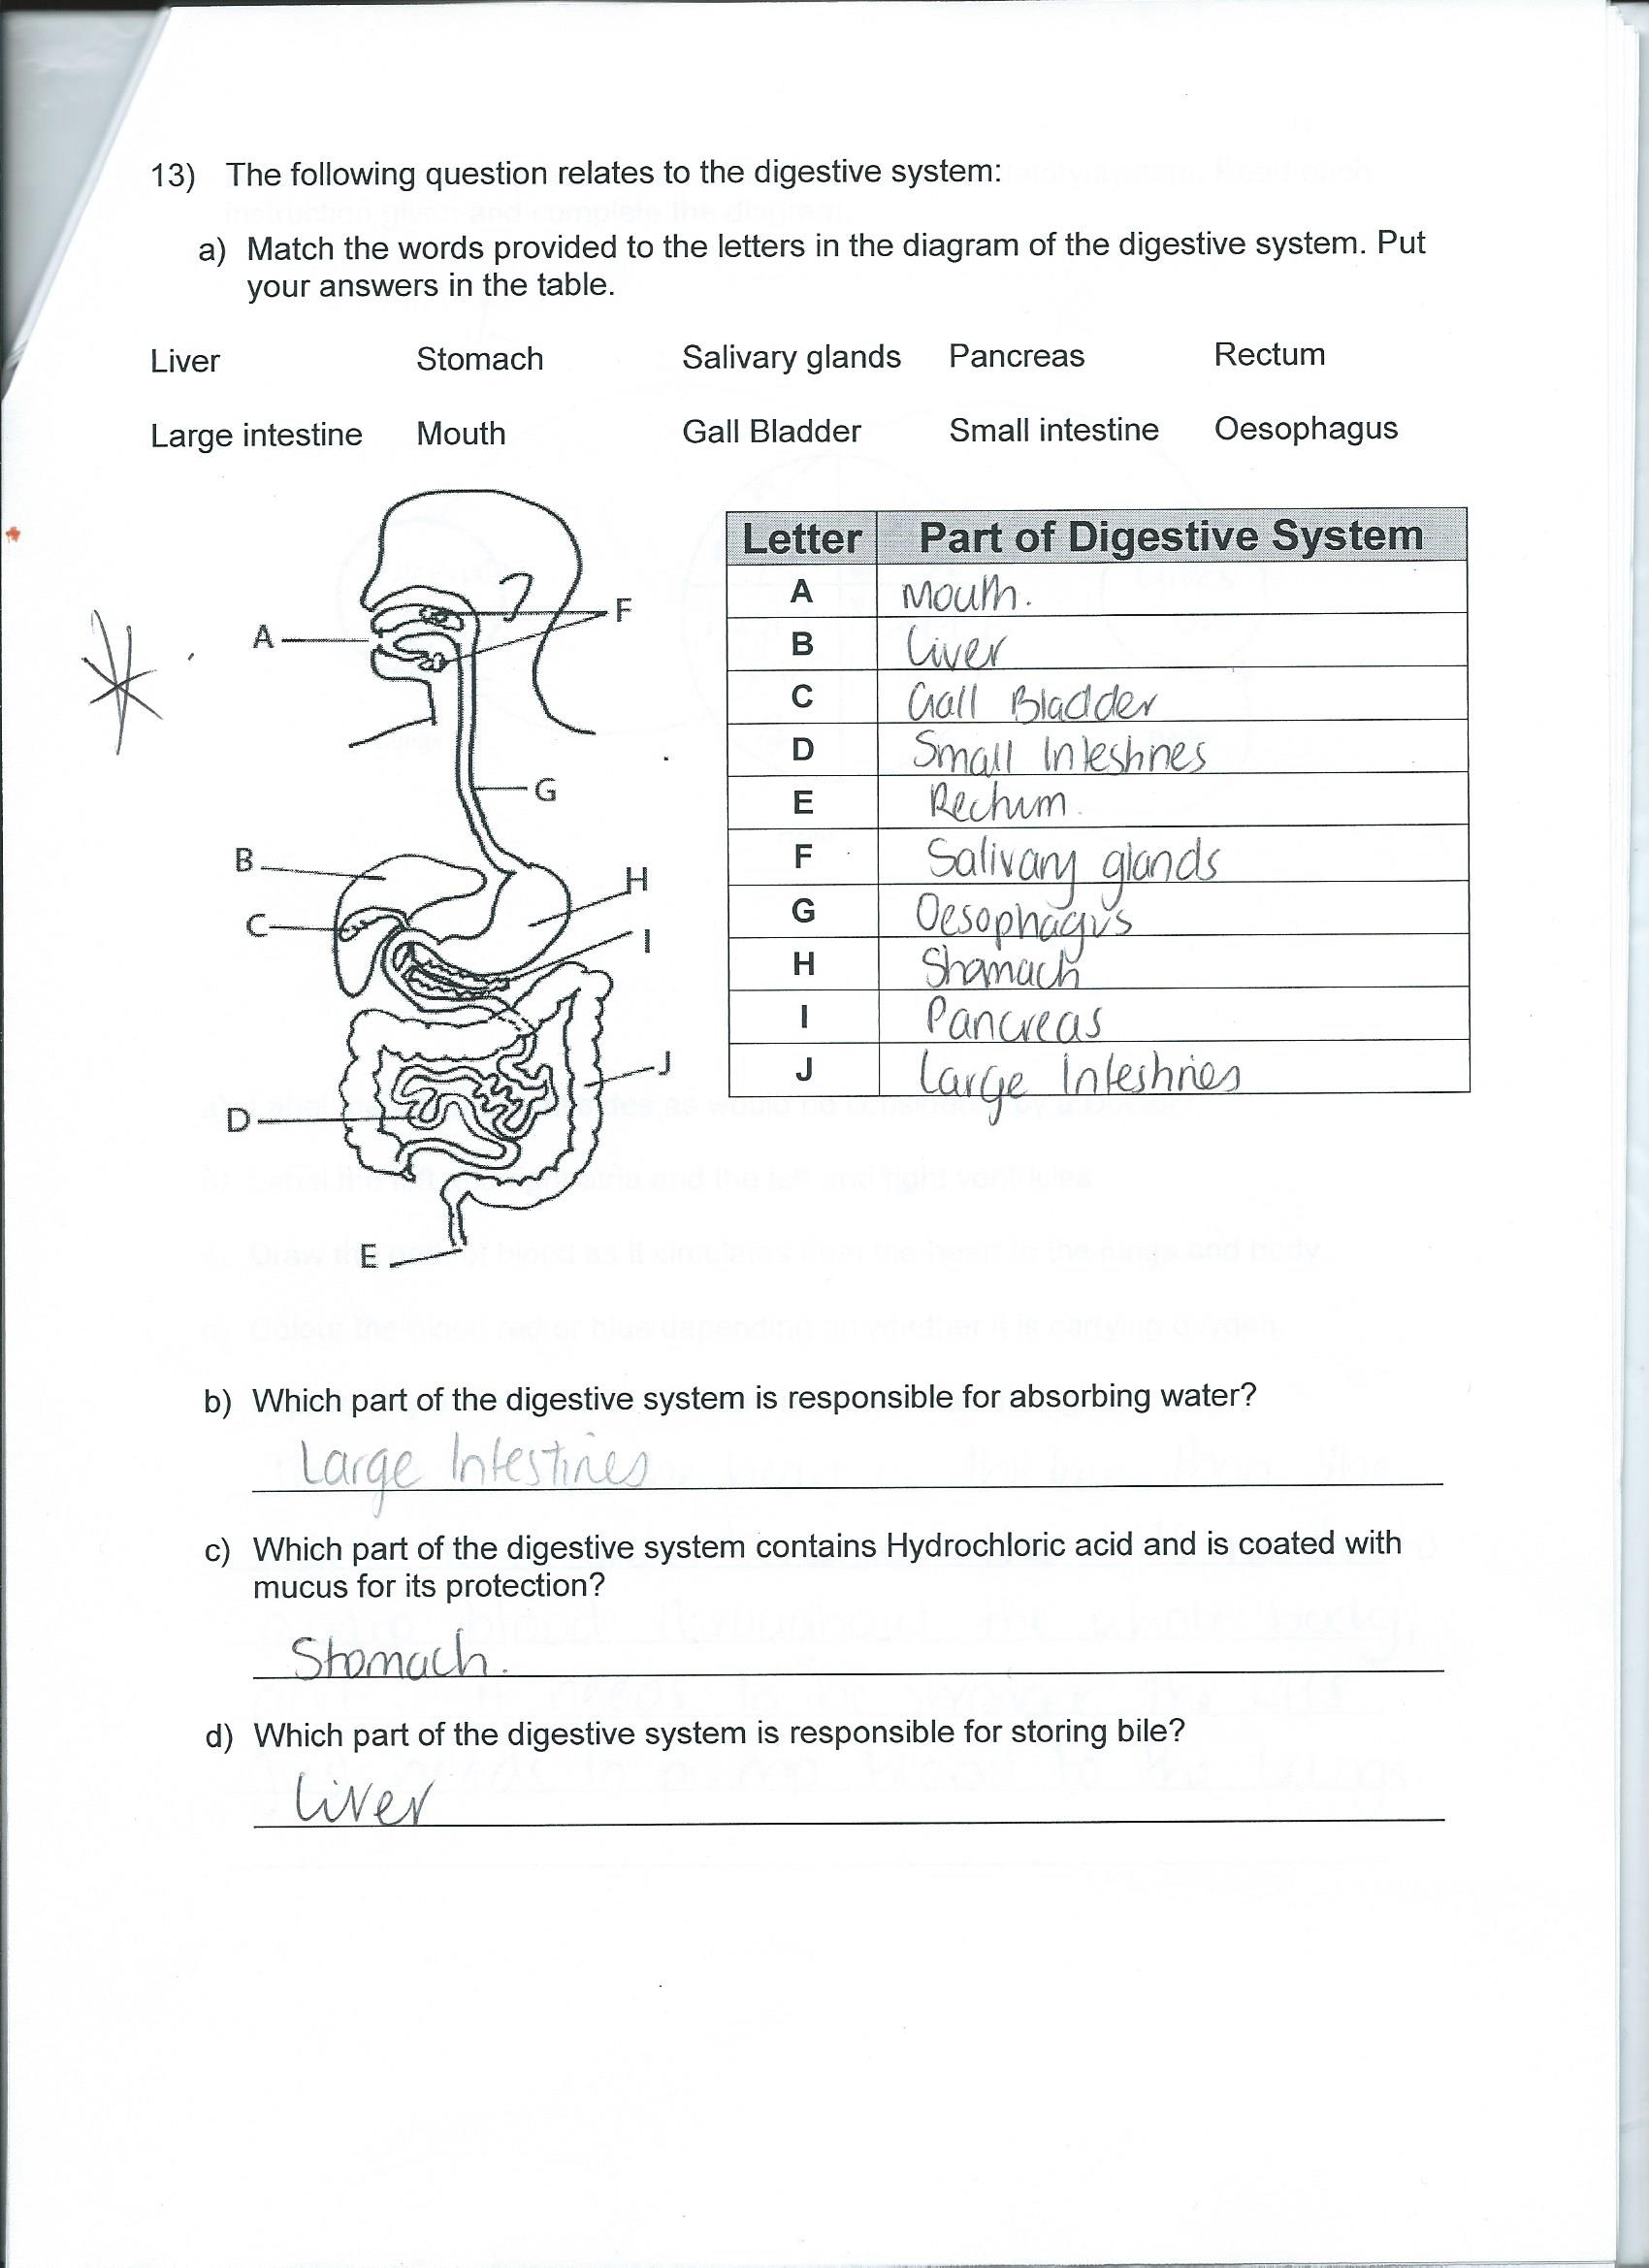 13) The following question relates to the digestive system:
a) Match the words provided to the letters in the diagram of the digestive system. Put
your answers in the table.
Liver Stomach Salivary glands Pancreas Rectum
Large intestine Mouth Gall Bladder Small intestine Oesophagus
A
F
G
B
C
H
I
J
D
E
Letter Part of Digestive System
A Mouth.
B Liver
C Gall Bladder
D Small Intestines
E Rectum.
F Salivary glands
G Oesophagus
H Stomach
I Pancreas
J Large Intestines
b) Which part of the digestive system is responsible for absorbing water?
Large Intestines
c) Which part of the digestive system contains Hydrochloric acid and is coated with
mucus for its protection?
Stomach.
d) Which part of the digestive system is responsible for storing bile?
Liver